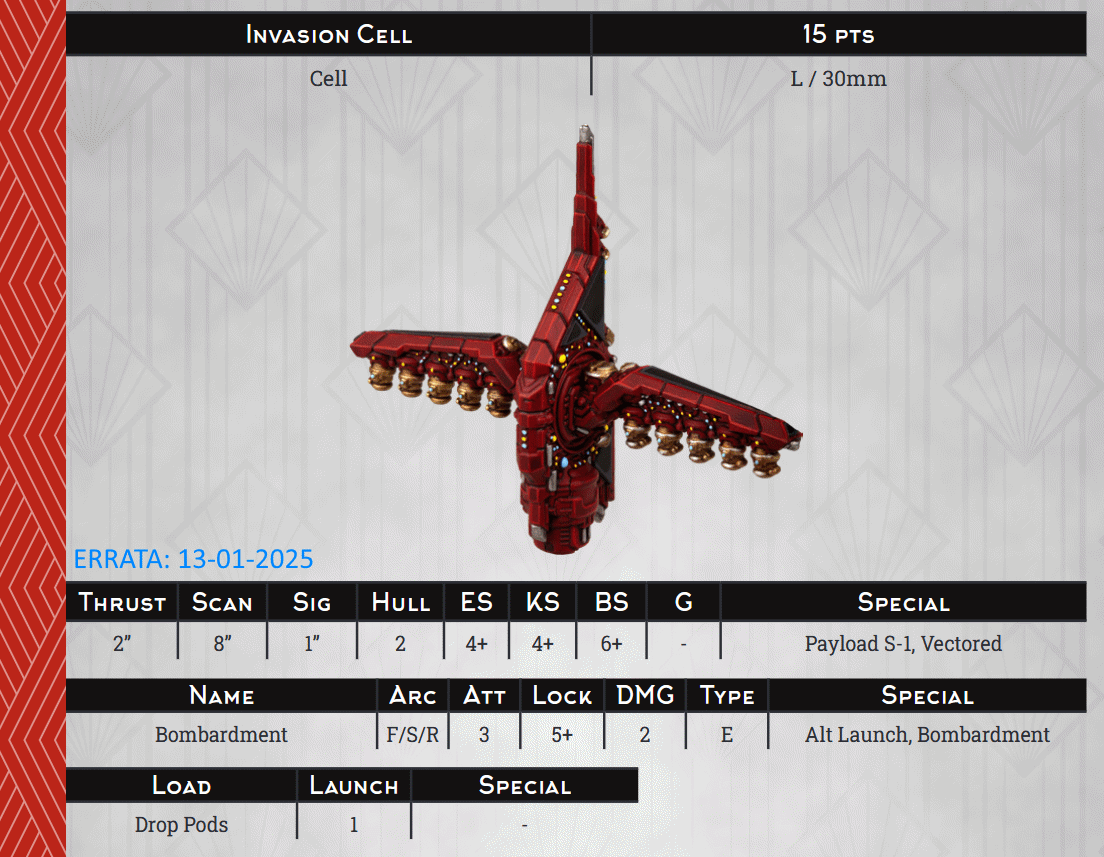 Invasion Cell 15 pts
Cell L / 30mm
ERRATA: 13-01-2025
Thrust Scan Sig Hull ES KS BS G Special
2” 8” 1” 2 4+ 4+ 6+ - Payload S-1, Vectored
Name Arc Att Lock DMG Type Special
Bombardment F/S/R 3 5+ 2 E Alt Launch, Bombardment
Load Launch Special
Drop Pods 1 -